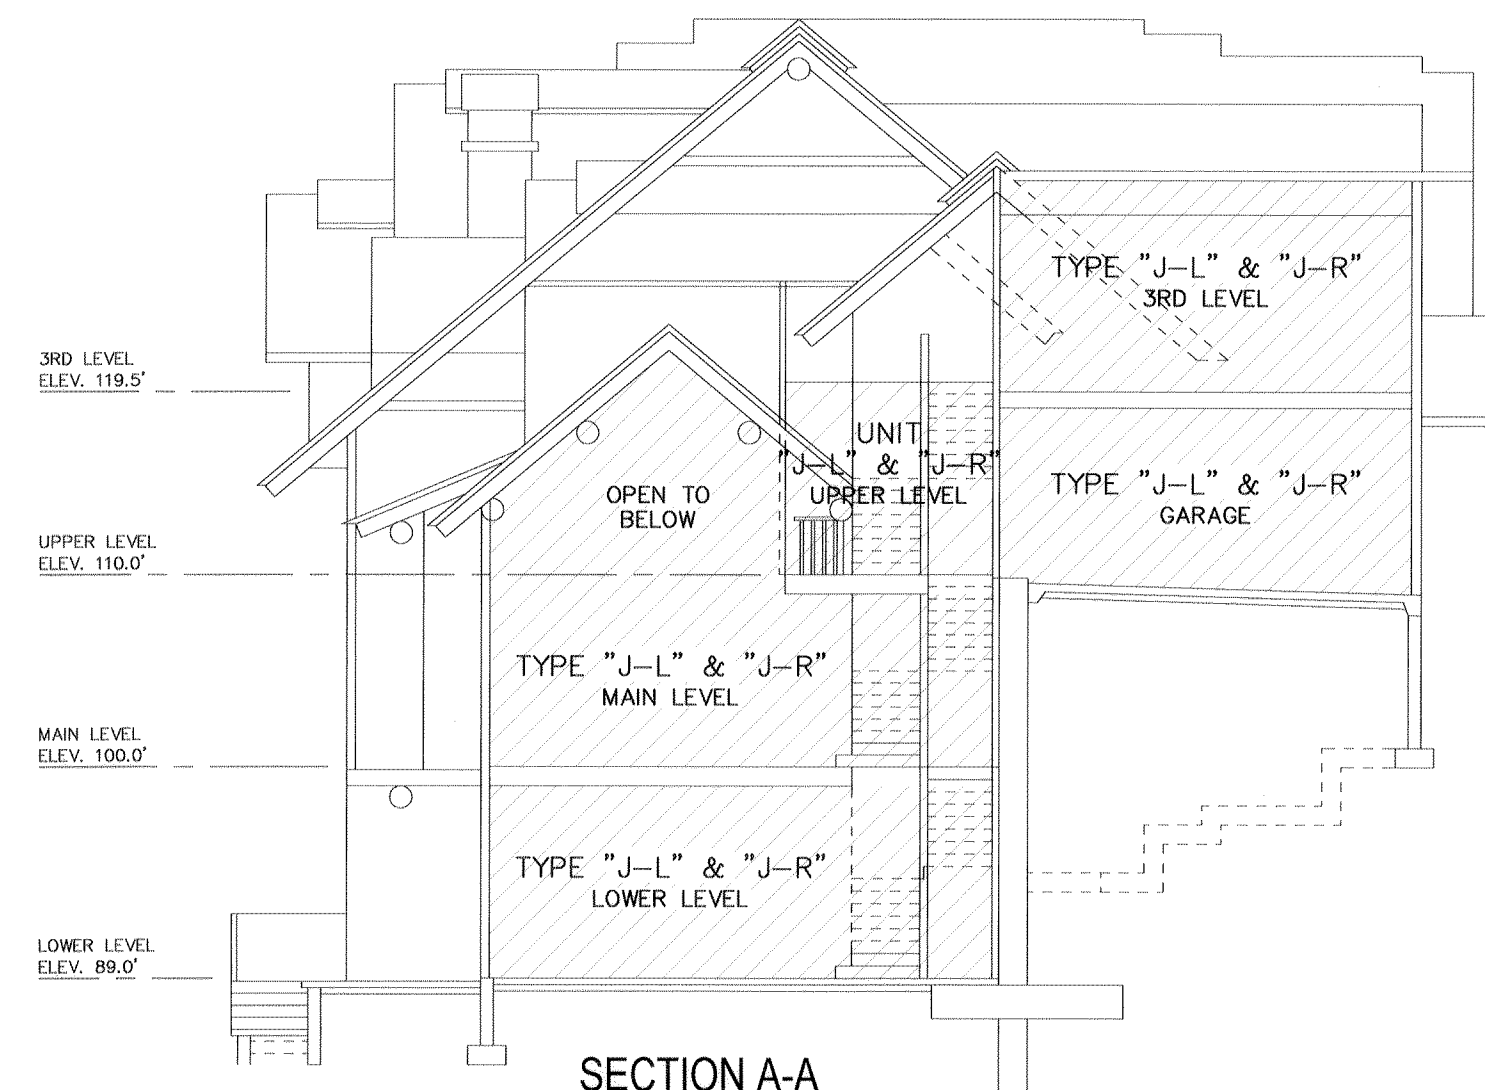 TYPE "J-L" & "J-R"
3RD LEVEL
3RD LEVEL
ELEV. 119.5'
UNIT
"J-L" & "J-R"
UPPER LEVEL
OPEN TO
BELOW
TYPE "J-L" & "J-R"
GARAGE
UPPER LEVEL
ELEV. 110.0'
TYPE "J-L" & "J-R"
MAIN LEVEL
MAIN LEVEL
ELEV. 100.0'
TYPE "J-L" & "J-R"
LOWER LEVEL
LOWER LEVEL
ELEV. 89.0'
SECTION A-A